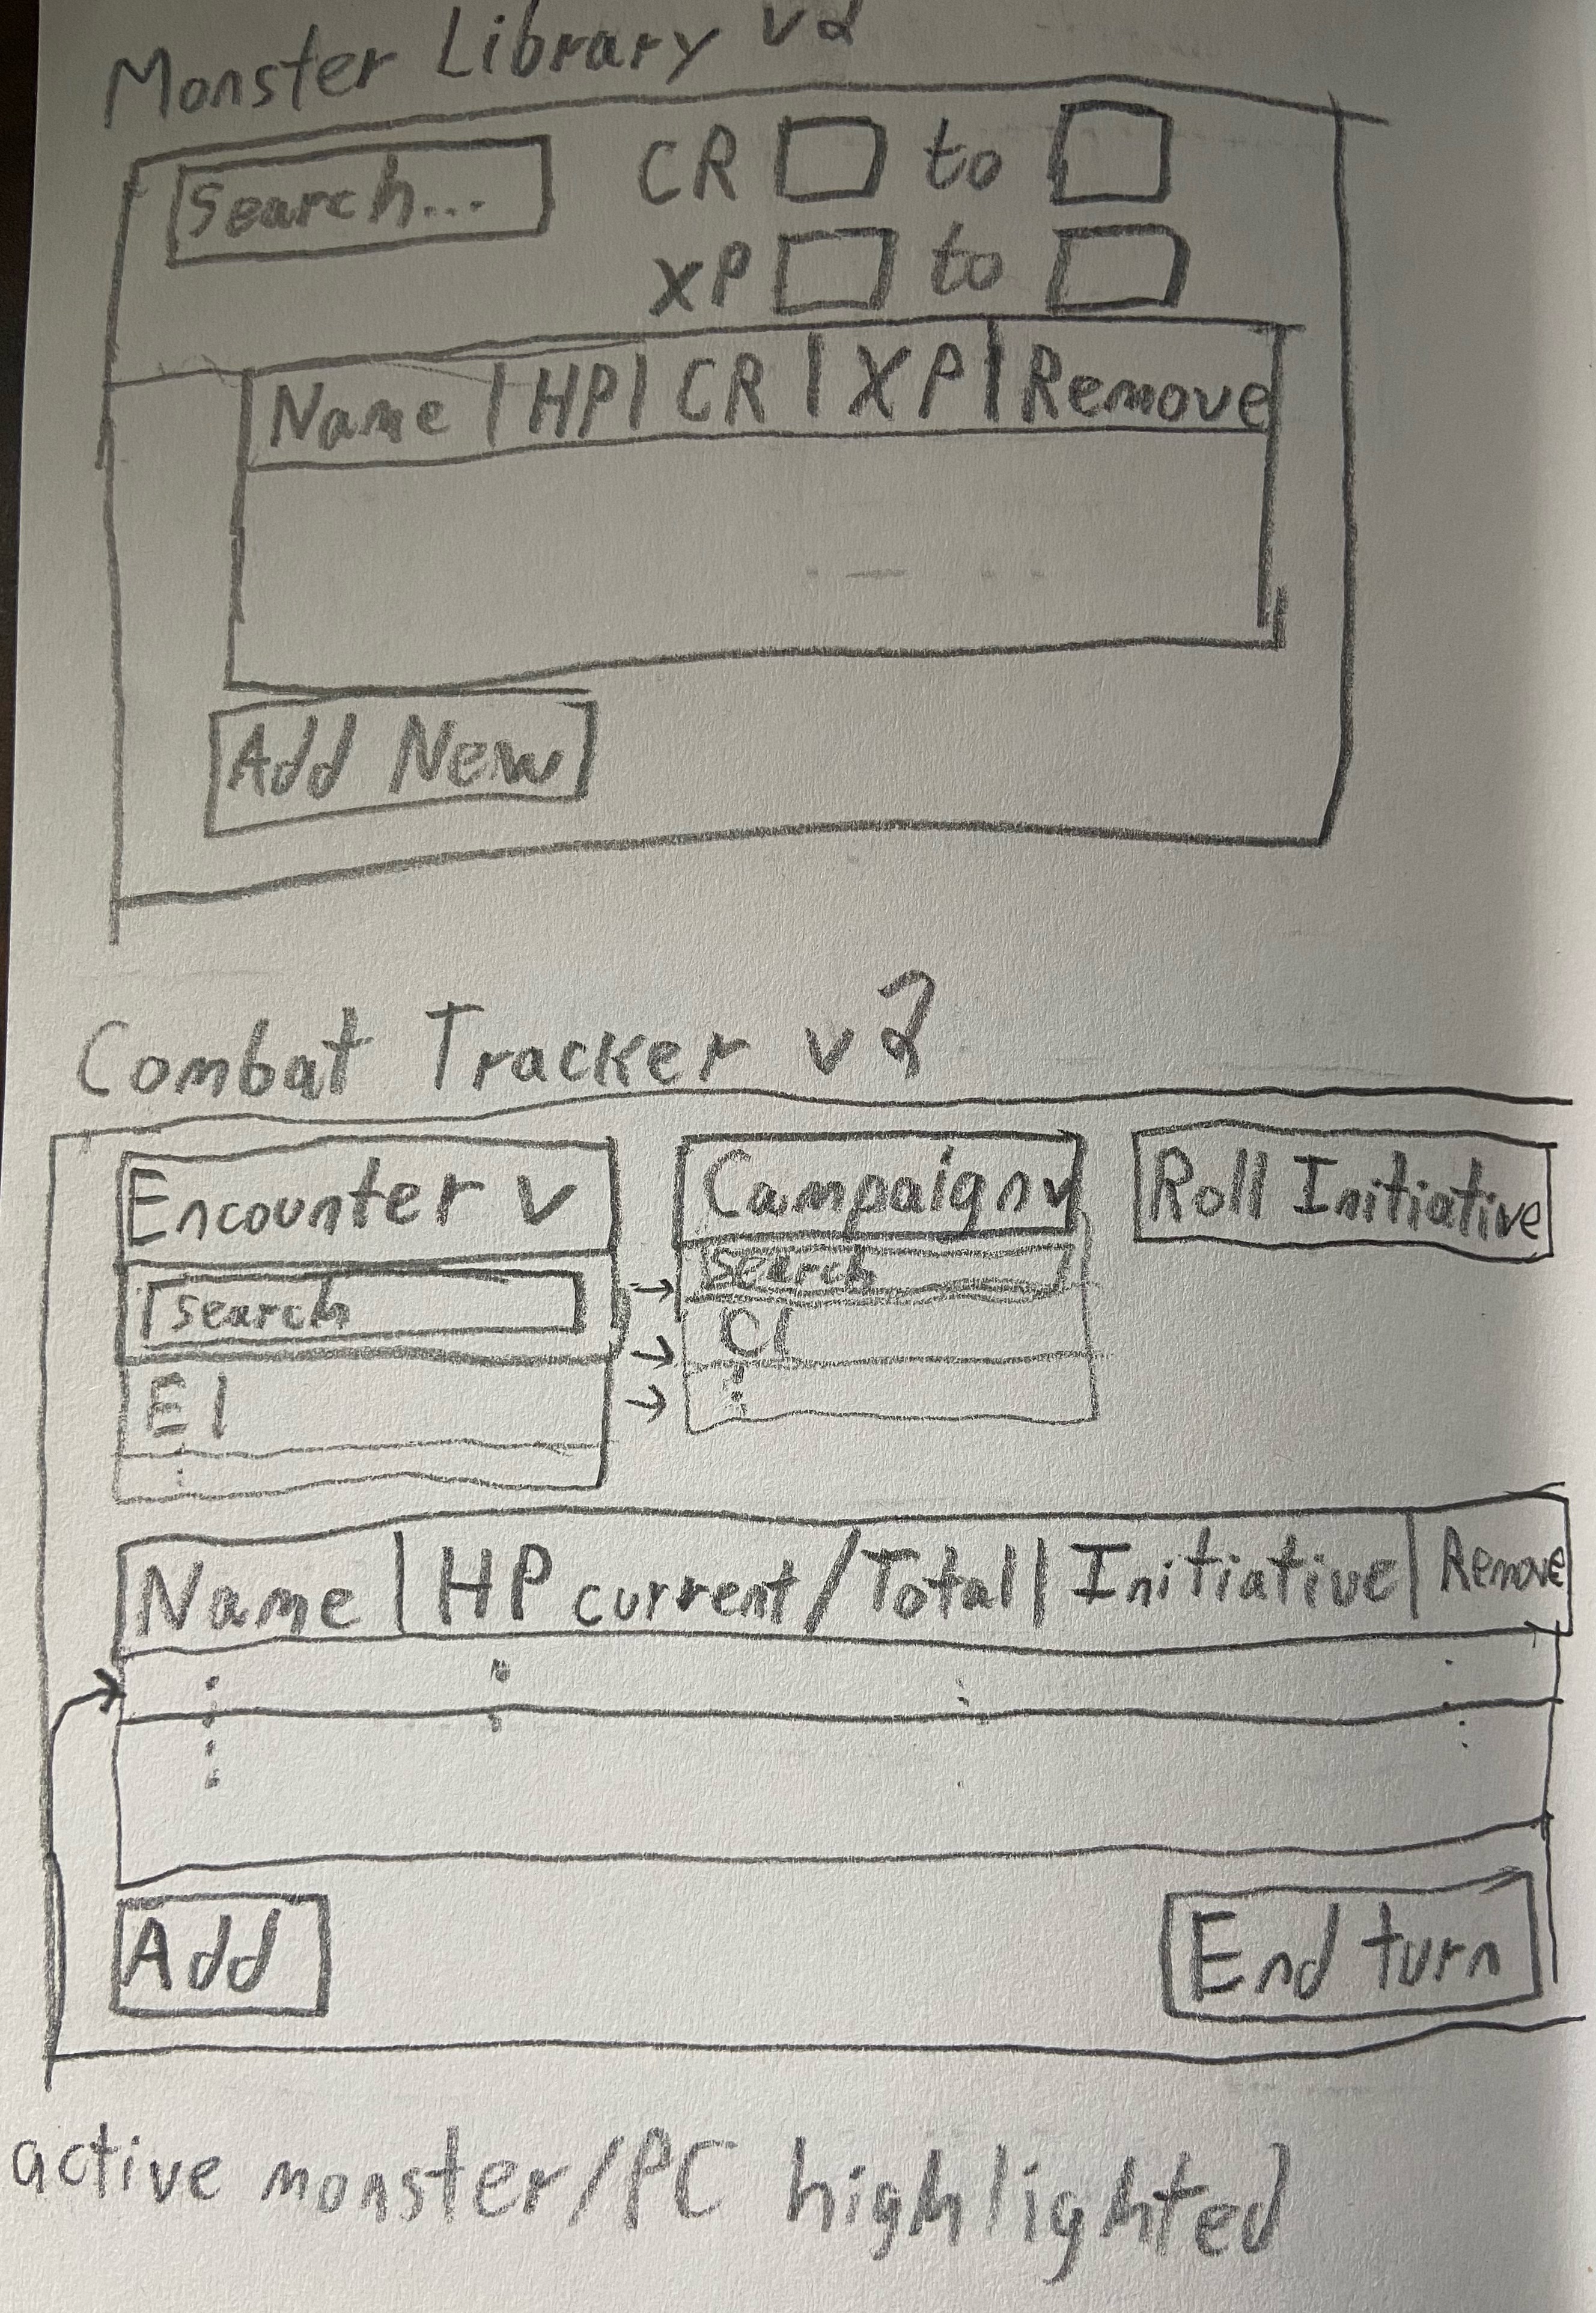 Monster Library v2
Search... CR to
XP to
Name | HP | CR | XP | Remove
Add New
Combat Tracker v2
Encounter v Campaign v Roll Initiative
search search
E1 C1
Name | HP current/Total | Initiative | Remove
Add End turn
active monster/PC highlighted